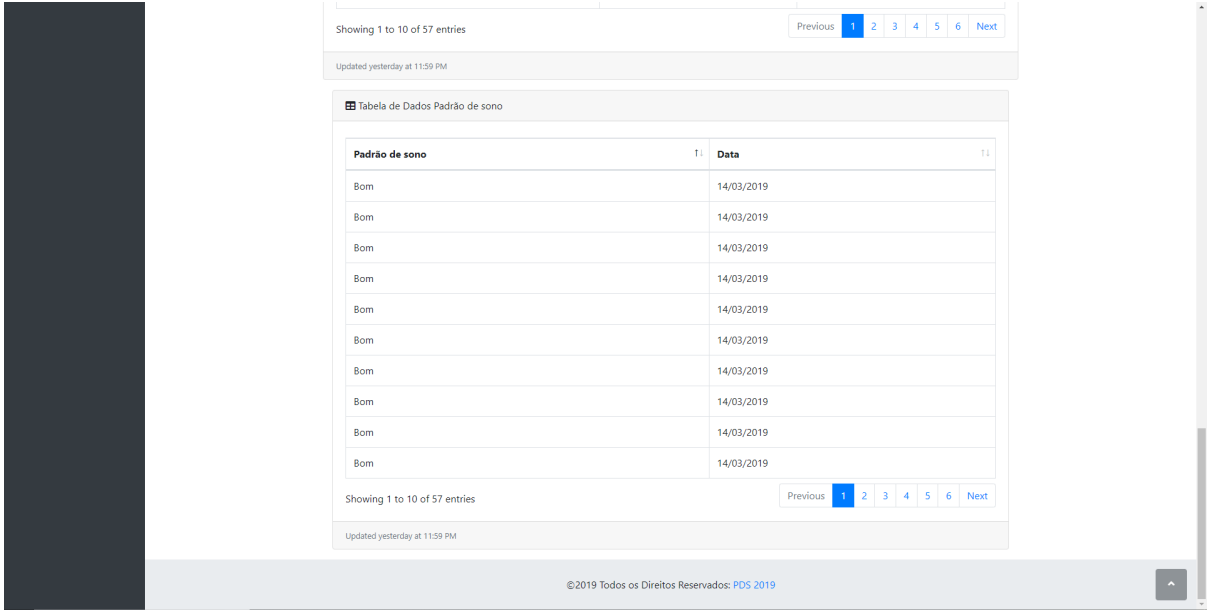 Showing 1 to 10 of 57 entries Previous 1 2 3 4 5 6 Next
Updated yesterday at 11:59 PM
Tabela de Dados Padrão de sono
Padrão de sono Data
Bom 14/03/2019
Bom 14/03/2019
Bom 14/03/2019
Bom 14/03/2019
Bom 14/03/2019
Bom 14/03/2019
Bom 14/03/2019
Bom 14/03/2019
Bom 14/03/2019
Bom 14/03/2019
Showing 1 to 10 of 57 entries Previous 1 2 3 4 5 6 Next
Updated yesterday at 11:59 PM
©2019 Todos os Direitos Reservados: PDS 2019